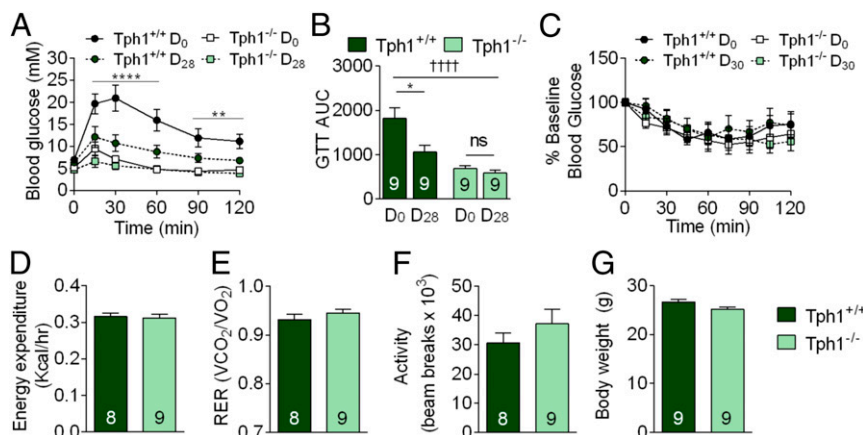 A
Tph1+/+ D0
Tph1-/- D0
Tph1+/+ D28
Tph1-/- D28
Blood glucose (mM)
30
25
20
15
10
5
0
****
**
0 30 60 90 120
Time (min)
B
Tph1+/+ Tph1-/-
GTT AUC
3000
2000
1000
0
††††
*
ns
9 9 9 9
D0 D28 D0 D28
C
Tph1+/+ D0
Tph1-/- D0
Tph1+/+ D30
Tph1-/- D30
% Baseline
Blood Glucose
150
100
50
0
0 30 60 90 120
Time (min)
D
Energy expenditure
(Kcal/hr)
0.4
0.3
0.2
0.1
0.0
8 9
E
RER (VCO2/VO2)
1.0
0.9
0.8
0.7
8 9
F
Activity
(beam breaks x 10^3)
50
40
30
20
10
0
8 9
G
Body weight (g)
30
20
10
0
9 9
Tph1+/+
Tph1-/-